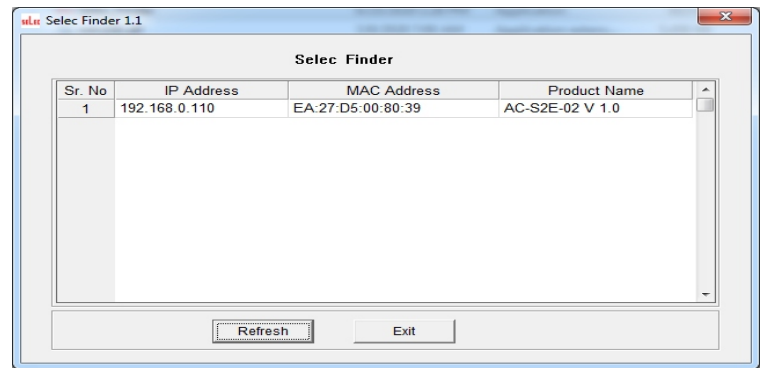 selec Selec Finder 1.1
Selec Finder
Sr. No IP Address MAC Address Product Name
1 192.168.0.110 EA:27:D5:00:80:39 AC-S2E-02 V 1.0
Refresh Exit